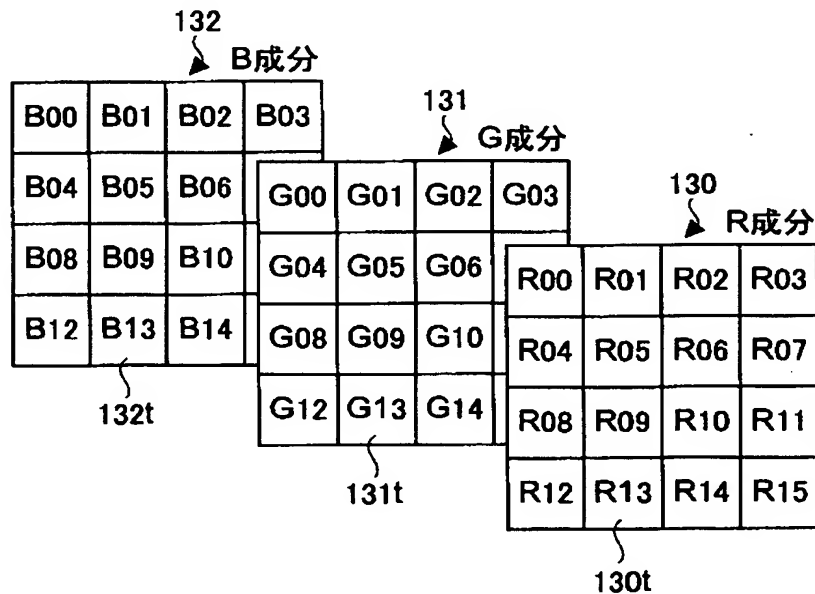 132
B成分
B00 B01 B02 B03
B04 B05 B06
B08 B09 B10
B12 B13 B14
132t
131
G成分
G00 G01 G02 G03
G04 G05 G06
G08 G09 G10
G12 G13 G14
131t
130
R成分
R00 R01 R02 R03
R04 R05 R06 R07
R08 R09 R10 R11
R12 R13 R14 R15
130t